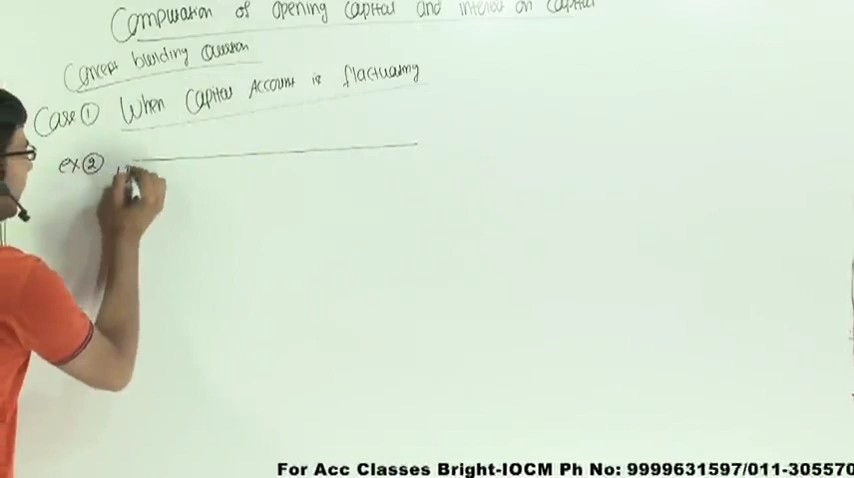 Computation of opening capital and interest on capital
Concept building Question
Case ① When Capital Account is flactuating
ex ②
For Acc Classes Bright-IOCM Ph No: 9999631597/011-305570